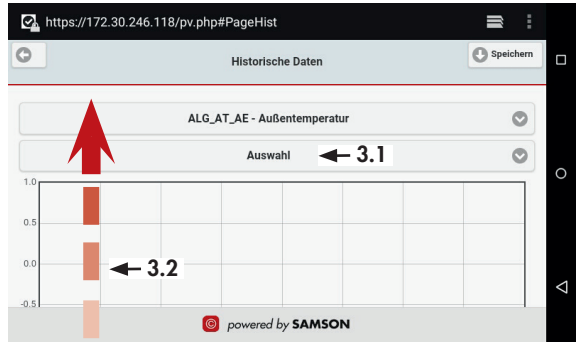 https://172.30.246.118/pv.php#PageHist
Historische Daten
Speichern
ALG_AT_AE - Außentemperatur
Auswahl
3.1
1.0
0.5
0.0
3.2
-0.5
© powered by SAMSON